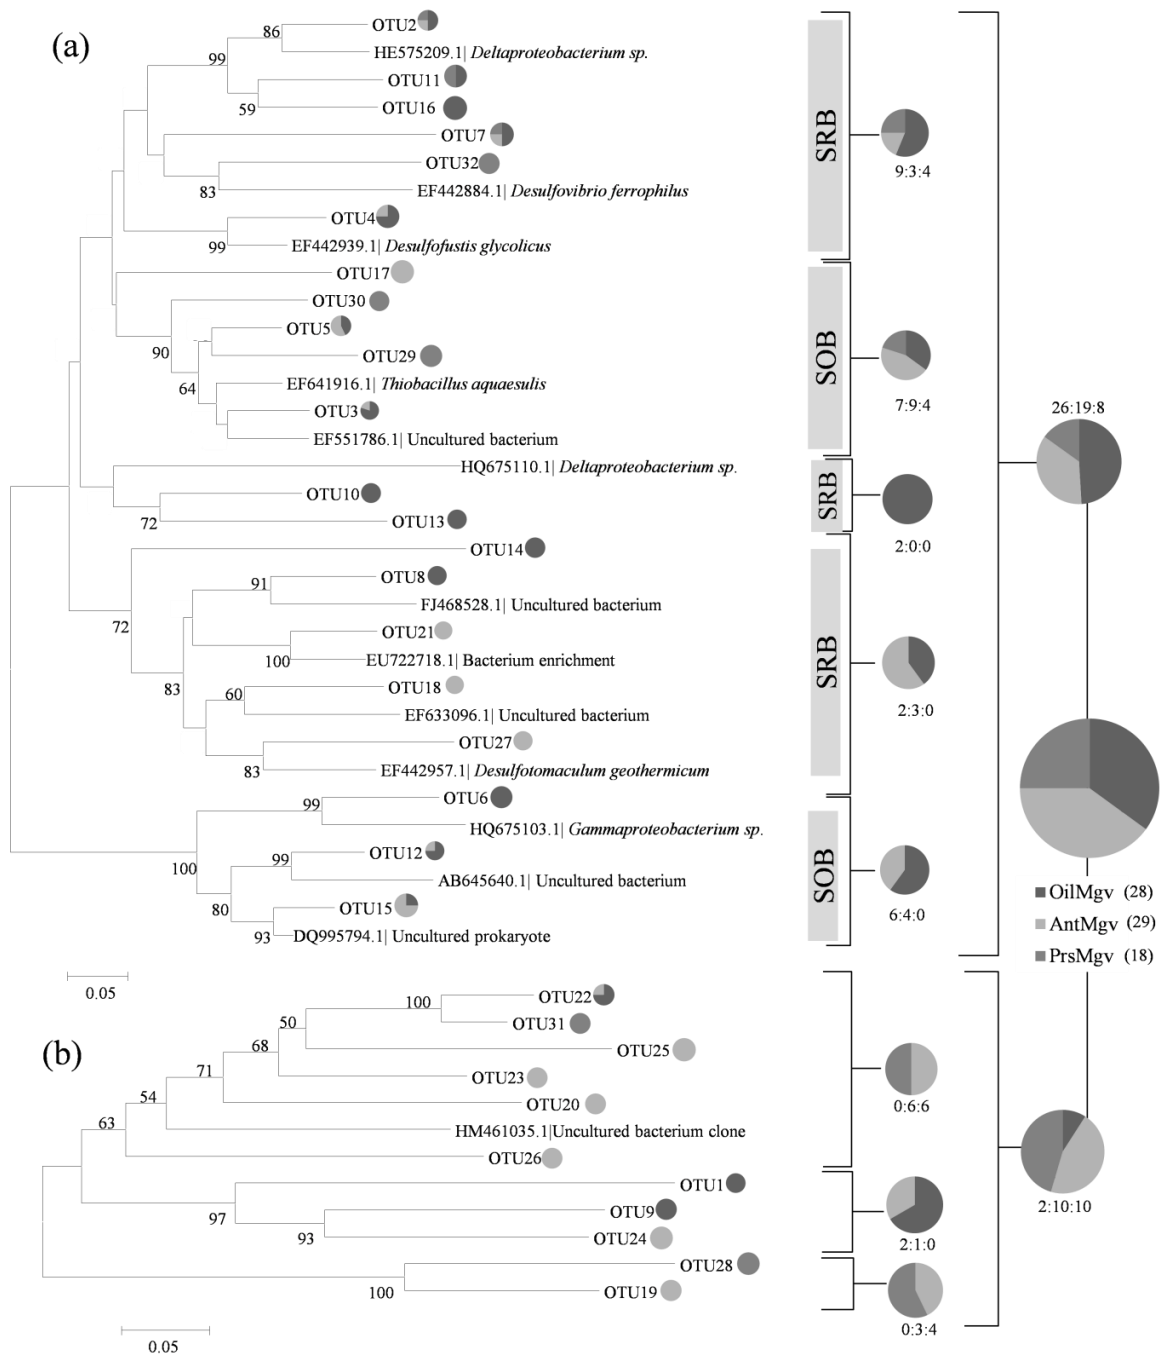 (a)
OTU2
86
HE575209.1| Deltaproteobacterium sp.
99
OTU11
59
OTU16
OTU7
OTU32
83
EF442884.1| Desulfovibrio ferrophilus
OTU4
99
EF442939.1| Desulfofustis glycolicus
SRB
9:3:4
OTU17
OTU30
OTU5
90
OTU29
64
EF641916.1| Thiobacillus aquaesulis
OTU3
EF551786.1| Uncultured bacterium
SOB
7:9:4
26:19:8
HQ675110.1| Deltaproteobacterium sp.
OTU10
72
OTU13
SRB
2:0:0
OTU14
91
OTU8
FJ468528.1| Uncultured bacterium
72
OTU21
100
EU722718.1| Bacterium enrichment
83
60
OTU18
EF633096.1| Uncultured bacterium
OTU27
83
EF442957.1| Desulfotomaculum geothermicum
SRB
2:3:0
99
OTU6
HQ675103.1| Gammaproteobacterium sp.
100
99
OTU12
AB645640.1| Uncultured bacterium
80
OTU15
93
DQ995794.1| Uncultured prokaryote
SOB
6:4:0
OilMgv (28)
AntMgv (29)
PrsMgv (18)
0.05
(b)
100
OTU22
50
OTU31
68
OTU25
71
OTU23
54
OTU20
63
HM461035.1|Uncultured bacterium clone
OTU26
0:6:6
OTU1
97
OTU9
93
OTU24
2:1:0
2:10:10
OTU28
100
OTU19
0:3:4
0.05